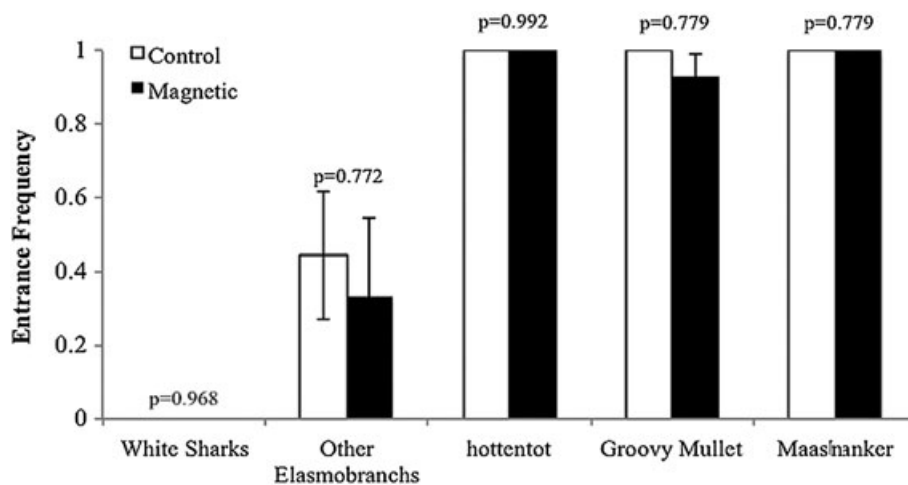 p=0.992 p=0.779 p=0.779
1
Control
Magnetic
0.8
p=0.772
0.6
Entrance Frequency
0.4
0.2
p=0.968
0
White Sharks Other Elasmobranchs hottentot Groovy Mullet Maasmanker